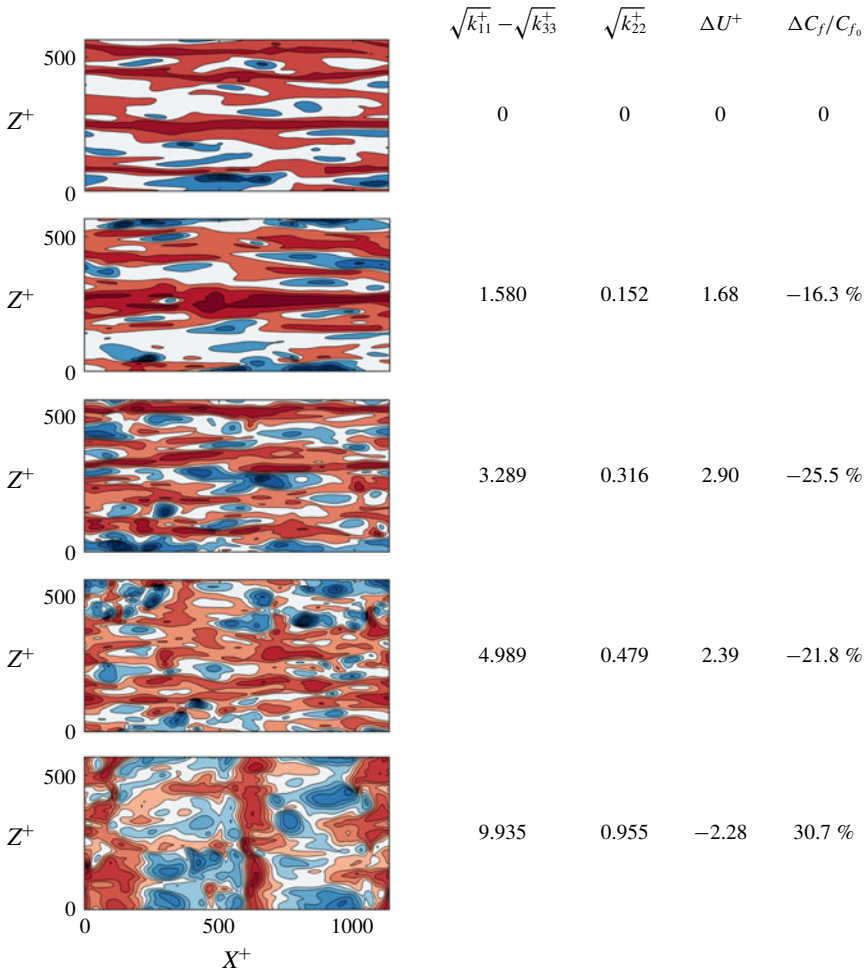 √k₁₁⁺ − √k₃₃⁺ √k₂₂⁺ ΔU⁺ ΔC_f/C_f₀
500
Z⁺ 0 0 0 0
0
500
Z⁺ 1.580 0.152 1.68 −16.3 %
0
500
Z⁺ 3.289 0.316 2.90 −25.5 %
0
500
Z⁺ 4.989 0.479 2.39 −21.8 %
0
500
Z⁺ 9.935 0.955 −2.28 30.7 %
0
0 500 1000
X⁺